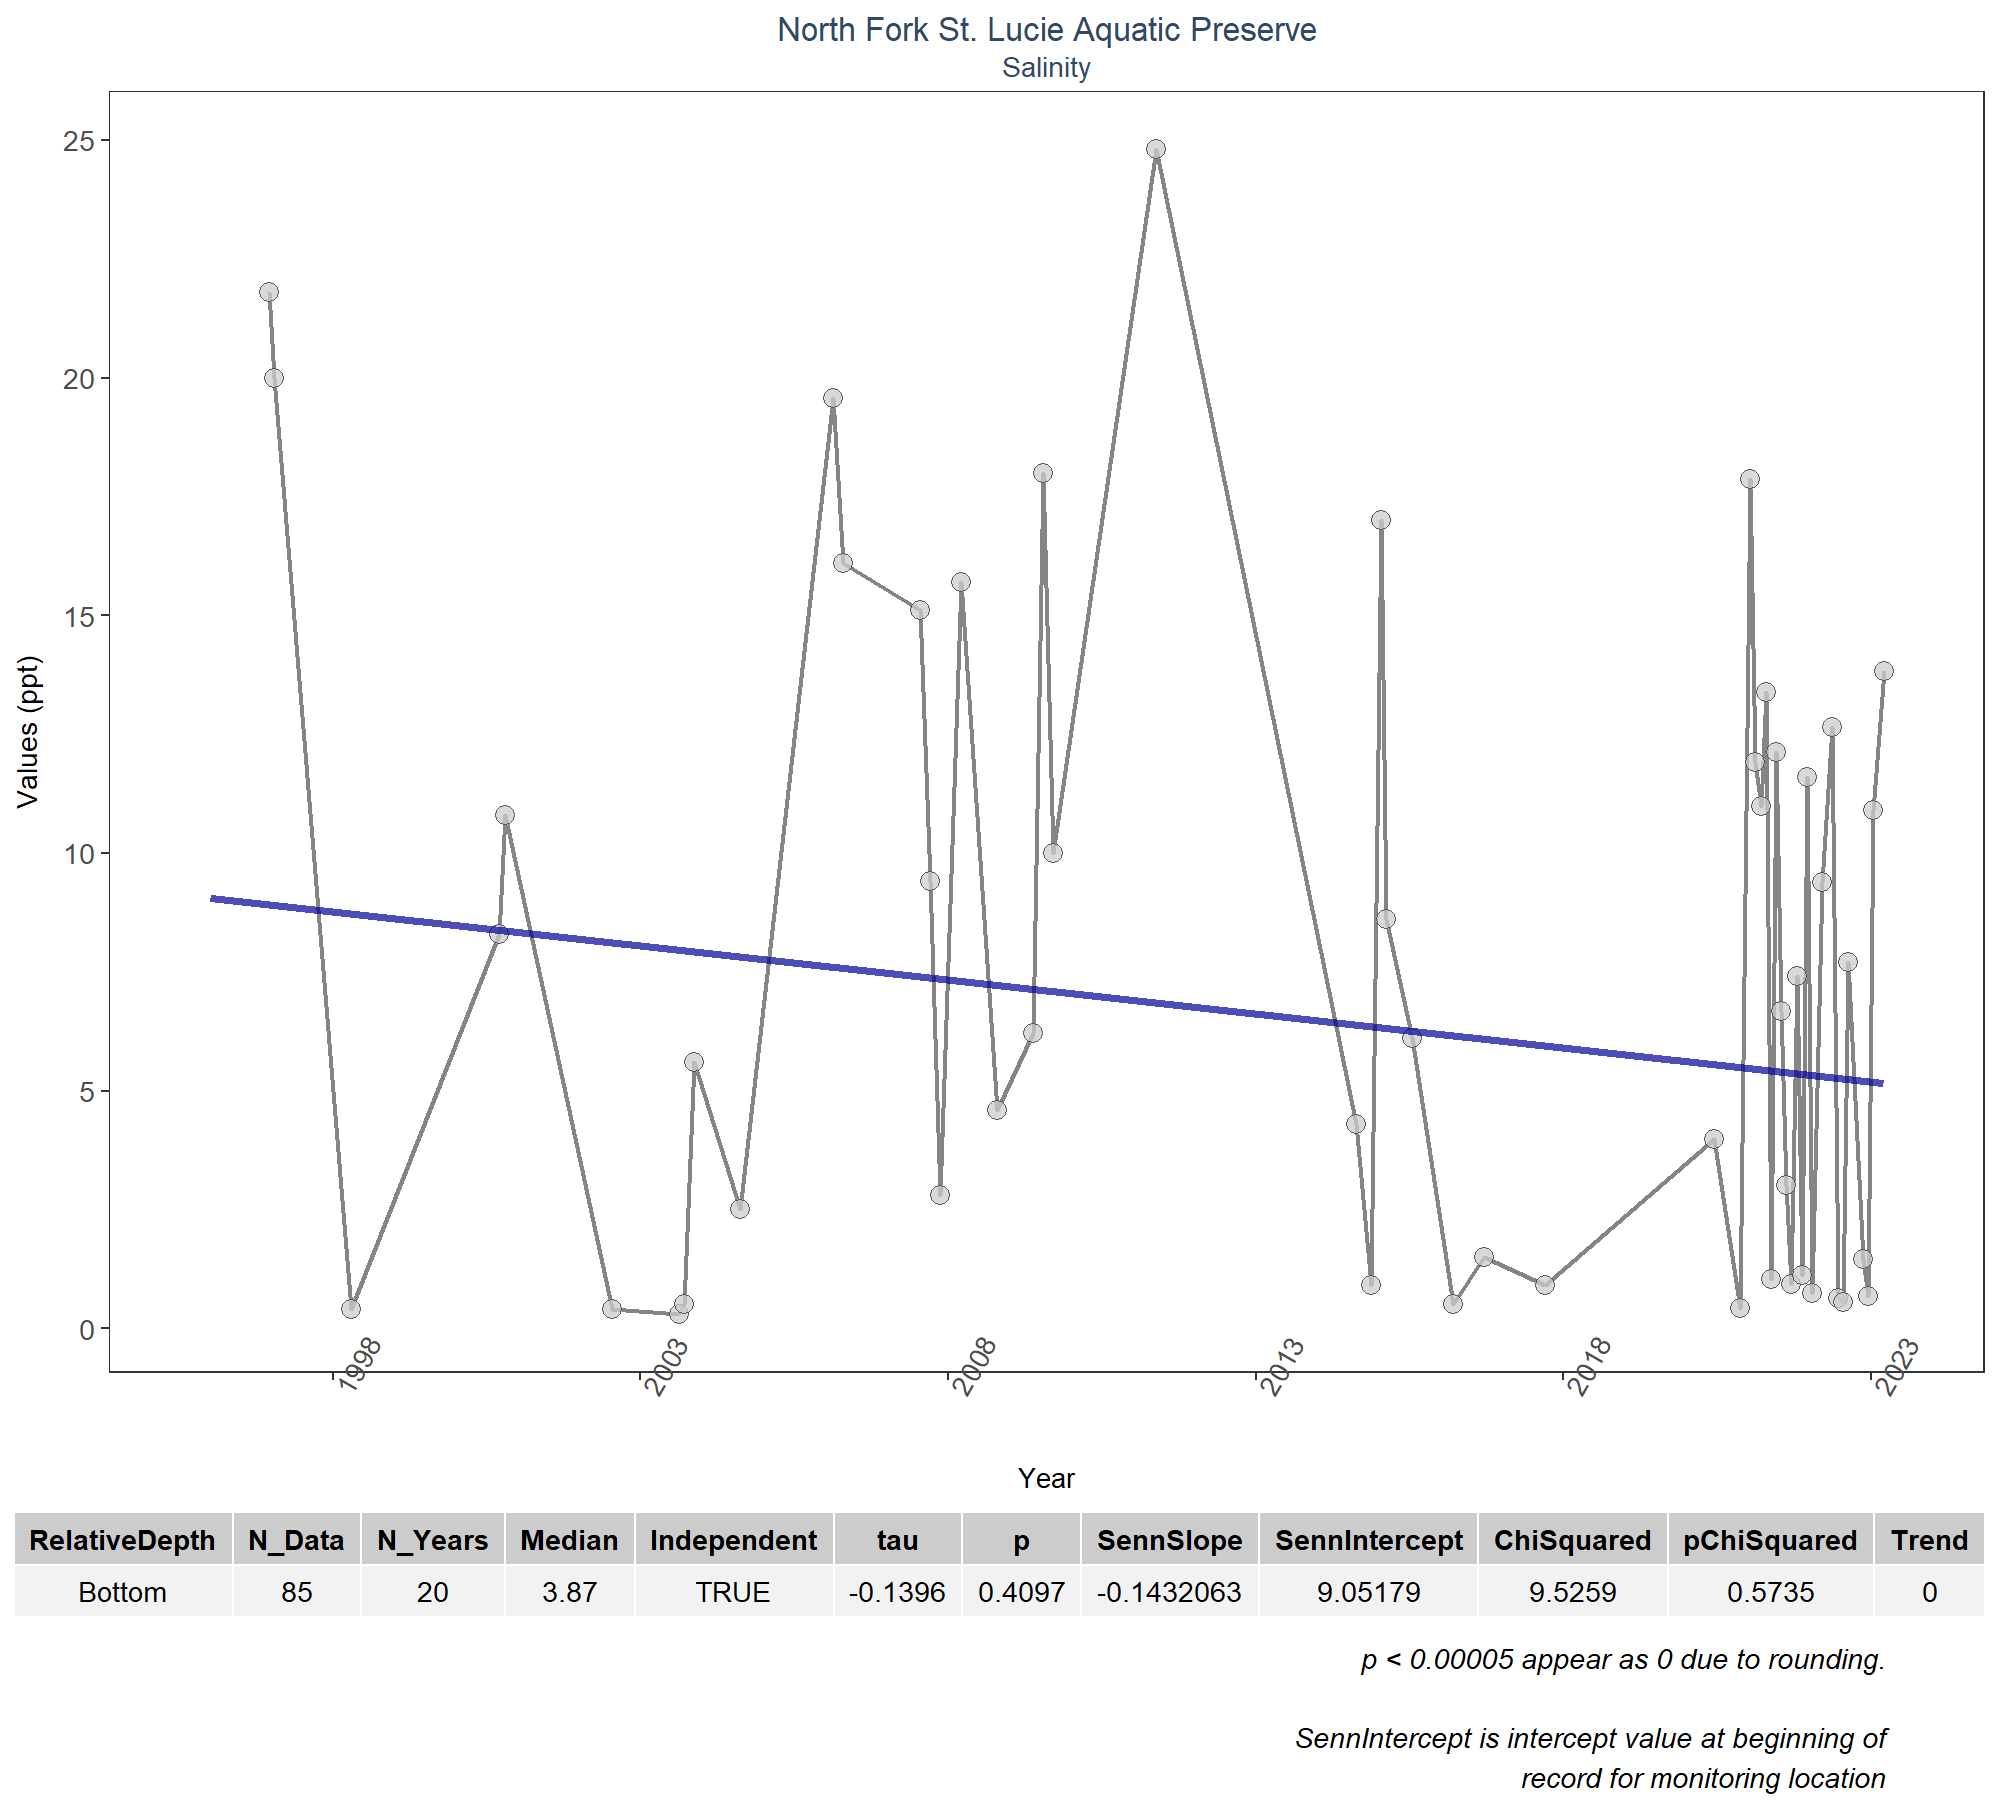 North Fork St. Lucie Aquatic Preserve
Salinity
25
20
15
10
5
0
Values (ppt)
1998 2003 2008 2013 2018 2023
Year
RelativeDepth N_Data N_Years Median Independent tau p SennSlope SennIntercept ChiSquared pChiSquared Trend
Bottom 85 20 3.87 TRUE -0.1396 0.4097 -0.1432063 9.05179 9.5259 0.5735 0
p < 0.00005 appear as 0 due to rounding.
SennIntercept is intercept value at beginning of
record for monitoring location